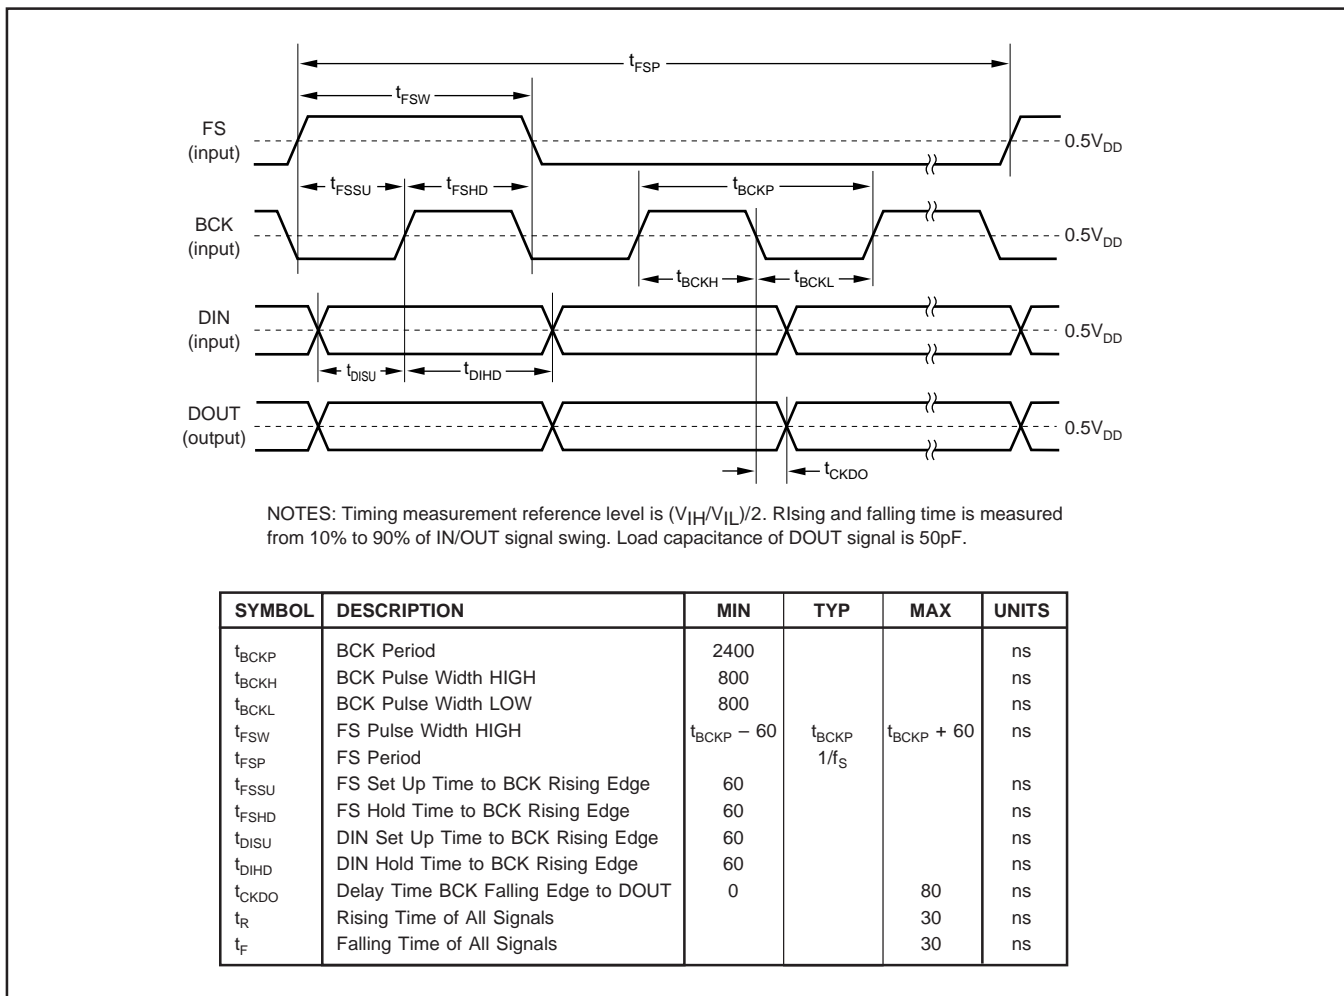 tFSP
tFSW
FS
(input)
0.5VDD
tFSSU tFSHD tBCKP
BCK
(input)
0.5VDD
tBCKH tBCKL
DIN
(input)
0.5VDD
tDISU tDIHD
DOUT
(output)
0.5VDD
tCKDO
NOTES: Timing measurement reference level is (VIH/VIL)/2. RIsing and falling time is measured
from 10% to 90% of IN/OUT signal swing. Load capacitance of DOUT signal is 50pF.
SYMBOL DESCRIPTION MIN TYP MAX UNITS
tBCKP BCK Period 2400 ns
tBCKH BCK Pulse Width HIGH 800 ns
tBCKL BCK Pulse Width LOW 800 ns
tFSW FS Pulse Width HIGH tBCKP – 60 tBCKP tBCKP + 60 ns
tFSP FS Period 1/fS
tFSSU FS Set Up Time to BCK Rising Edge 60 ns
tFSHD FS Hold Time to BCK Rising Edge 60 ns
tDISU DIN Set Up Time to BCK Rising Edge 60 ns
tDIHD DIN Hold Time to BCK Rising Edge 60 ns
tCKDO Delay Time BCK Falling Edge to DOUT 0 80 ns
tR Rising Time of All Signals 30 ns
tF Falling Time of All Signals 30 ns